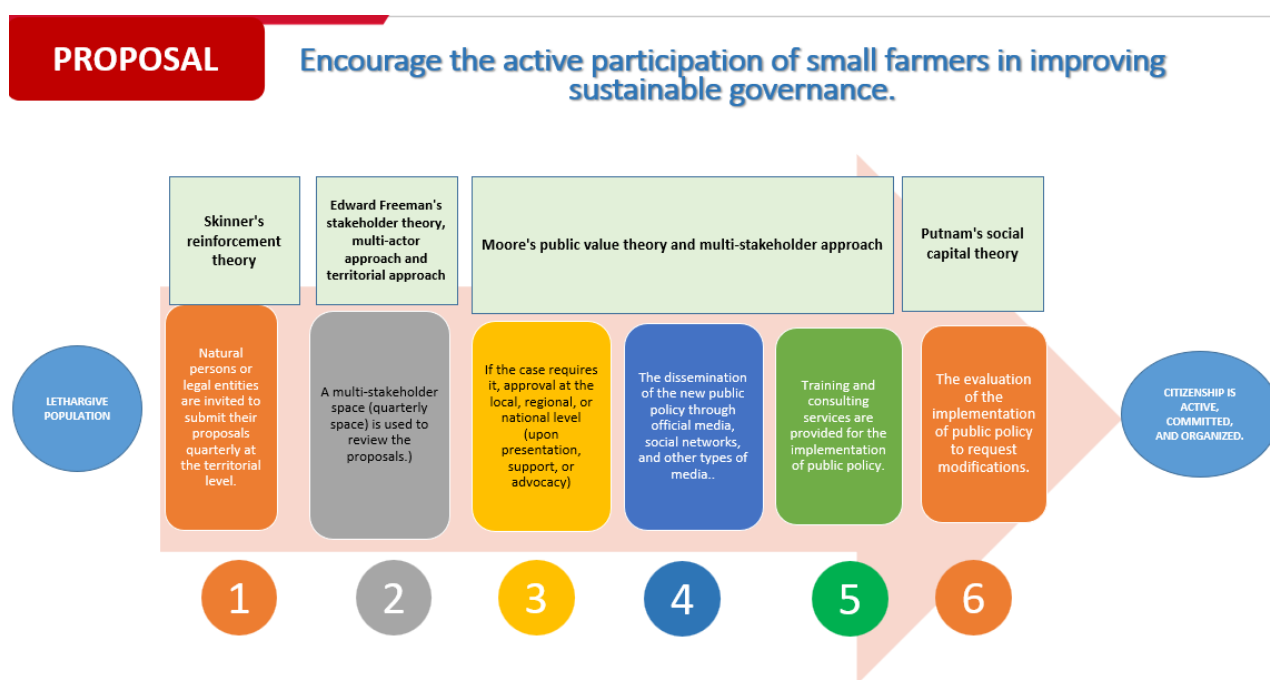 PROPOSAL
Encourage the active participation of small farmers in improving
sustainable governance.
Skinner's
reinforcement
theory
Edward Freeman's
stakeholder theory,
multi-actor
approach and
territorial approach
Moore's public value theory and multi-stakeholder approach
Putnam's social
capital theory
LETHARGIVE
POPULATION
Natural
persons or
legal entities
are invited to
submit their
proposals
quarterly at
the territorial
level.
A multi-stakeholder
space (quarterly
space) is used to
review the
proposals.)
If the case requires
it, approval at the
local, regional, or
national level
(upon
presentation,
support, or
advocacy)
The dissemination
of the new public
policy through
official media,
social networks,
and other types of
media..
Training and
consulting
services are
provided for the
implementation
of public policy.
The evaluation
of the
implementation
of public policy
to request
modifications.
CITIZENSHIP IS
ACTIVE,
COMMITTED,
AND ORGANIZED.
1
2
3
4
5
6